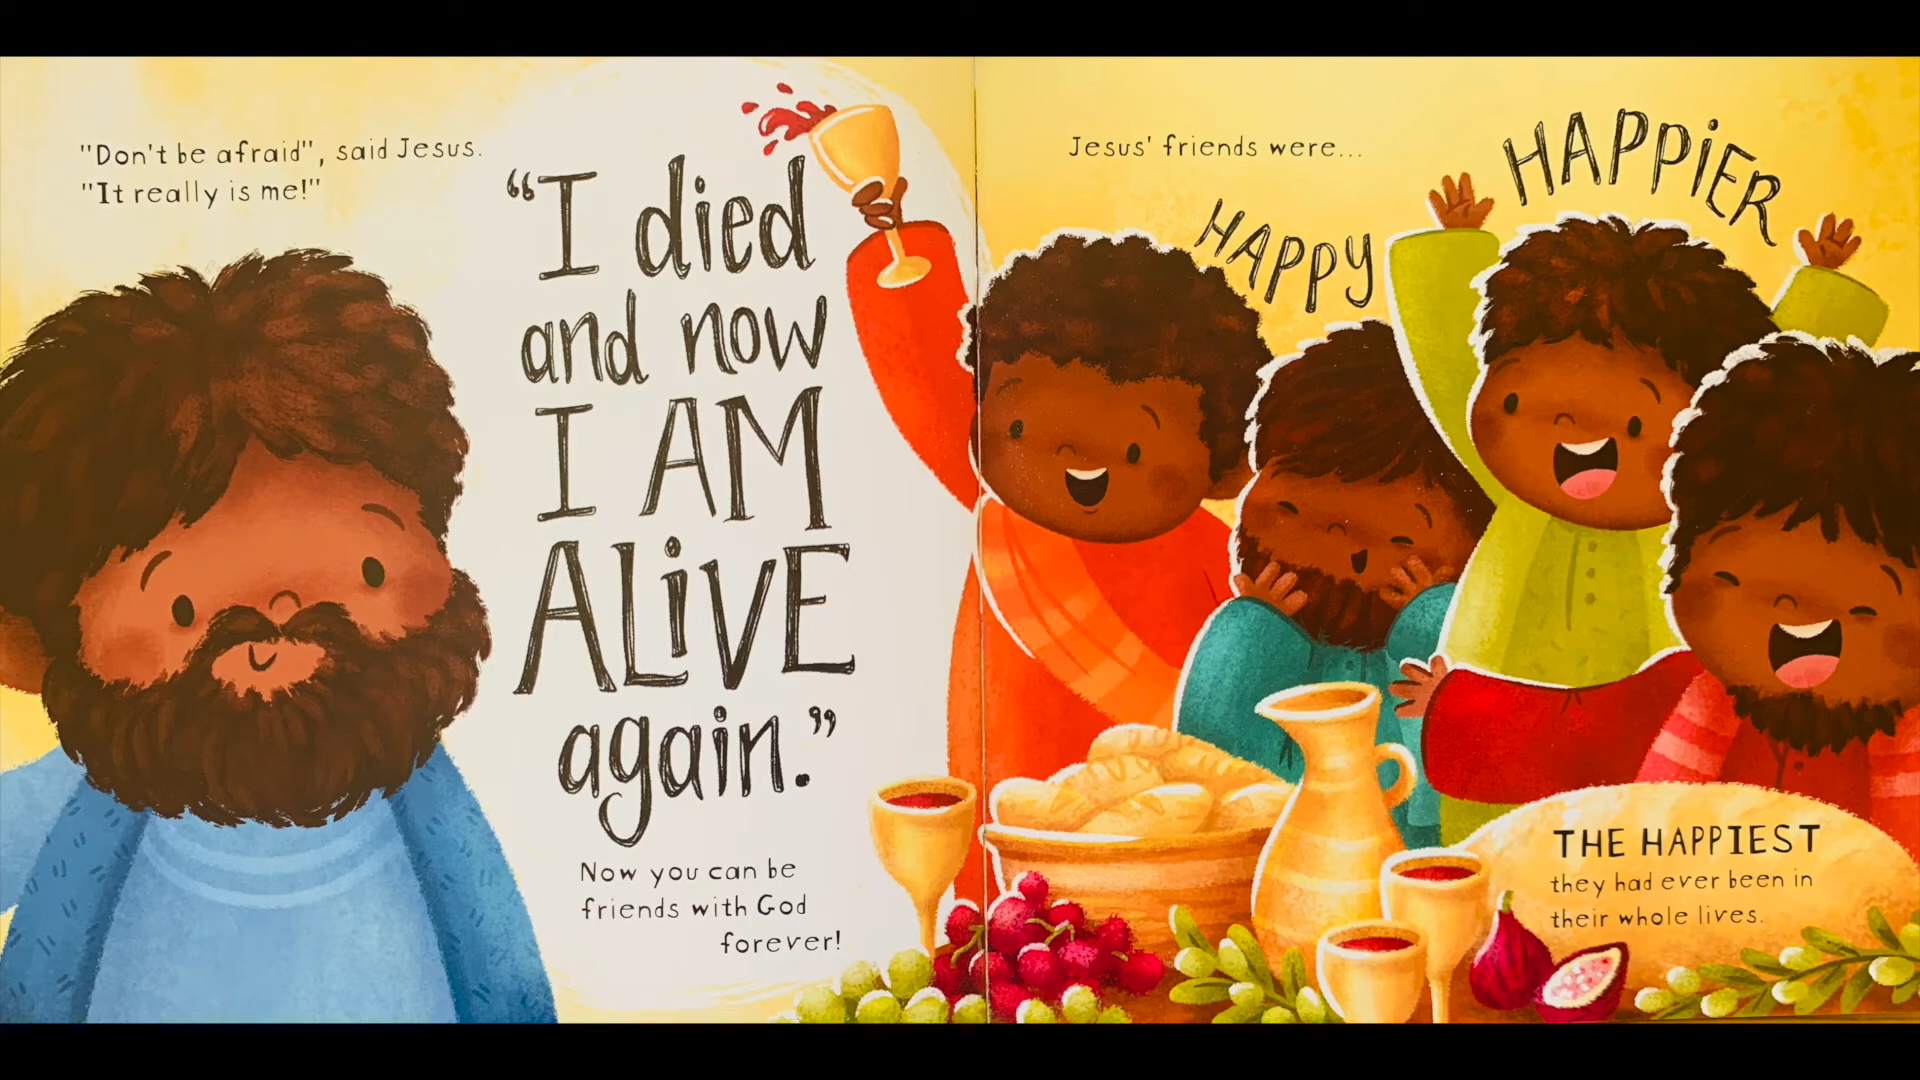 "Don't be afraid", said Jesus.
"It really is me!"
“I died
and now
I AM
ALiVE
again.”
Now you can be
friends with God
forever!
Jesus' friends were...
HAPPY
HAPPiER
THE HAPPIEST
they had ever been in
their whole lives.